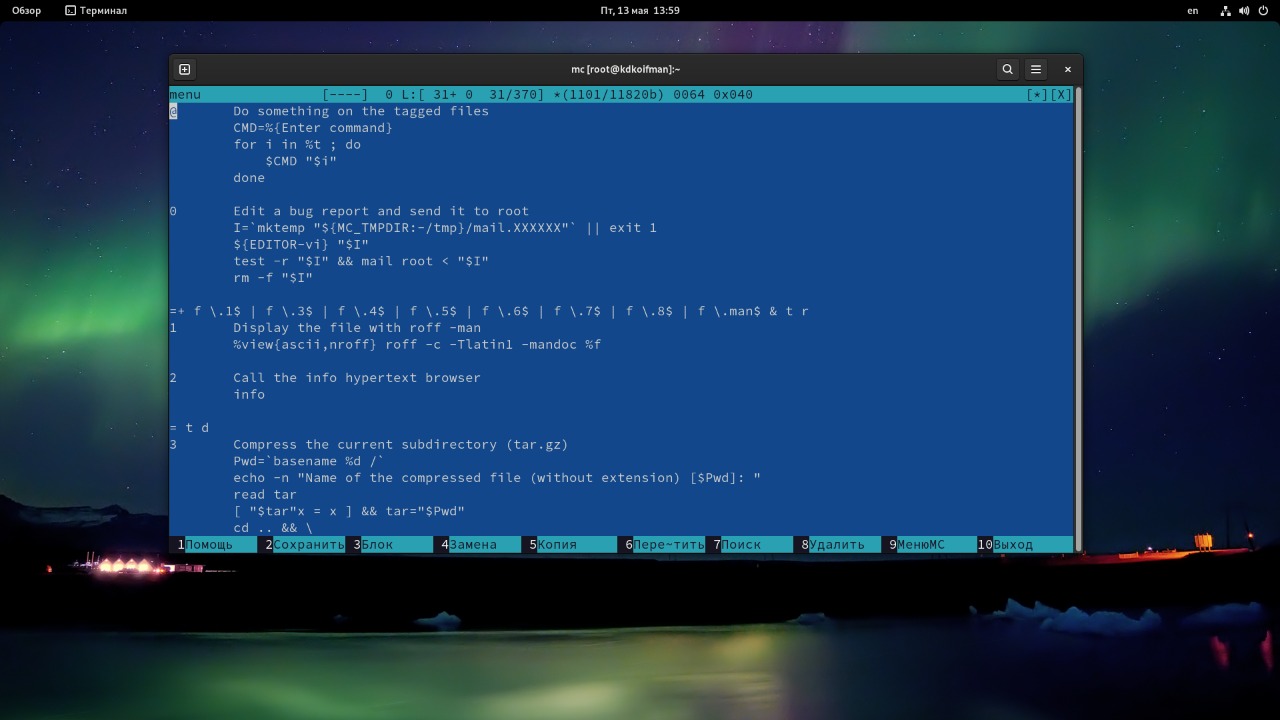 Обзор Терминал Пт, 13 мая 13:59 en
mc [root@kdkoifman]:~
menu [----] 0 L:[ 31+ 0 31/370] *(1101/11820b) 0064 0x040 [*][X]
@ Do something on the tagged files
CMD=%{Enter command}
for i in %t ; do
$CMD "$i"
done
0 Edit a bug report and send it to root
I=`mktemp "${MC_TMPDIR:-/tmp}/mail.XXXXXX"` || exit 1
${EDITOR-vi} "$I"
test -r "$I" && mail root < "$I"
rm -f "$I"
=+ f \.1$ | f \.3$ | f \.4$ | f \.5$ | f \.6$ | f \.7$ | f \.8$ | f \.man$ & t r
1 Display the file with roff -man
%view{ascii,nroff} roff -c -Tlatin1 -mandoc %f
2 Call the info hypertext browser
info
= t d
3 Compress the current subdirectory (tar.gz)
Pwd=`basename %d /`
echo -n "Name of the compressed file (without extension) [$Pwd]: "
read tar
[ "$tar"x = x ] && tar="$Pwd"
cd .. && \
1Помощь 2Сохранить 3Блок 4Замена 5Копия 6Пере~тить 7Поиск 8Удалить 9МенюMC 10Выход